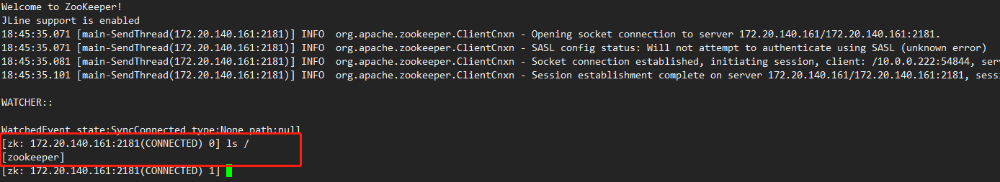 Welcome to ZooKeeper!
JLine support is enabled
18:45:35.071 [main-SendThread(172.20.140.161:2181)] INFO  org.apache.zookeeper.ClientCnxn - Opening socket connection to server 172.20.140.161/172.20.140.161:2181.
18:45:35.071 [main-SendThread(172.20.140.161:2181)] INFO  org.apache.zookeeper.ClientCnxn - SASL config status: Will not attempt to authenticate using SASL (unknown error)
18:45:35.081 [main-SendThread(172.20.140.161:2181)] INFO  org.apache.zookeeper.ClientCnxn - Socket connection established, initiating session, client: /10.0.0.222:54844, ser
18:45:35.101 [main-SendThread(172.20.140.161:2181)] INFO  org.apache.zookeeper.ClientCnxn - Session establishment complete on server 172.20.140.161/172.20.140.161:2181, sess
WATCHER::
WatchedEvent state:SyncConnected type:None path:null
[zk: 172.20.140.161:2181(CONNECTED) 0] ls /
[zookeeper]
[zk: 172.20.140.161:2181(CONNECTED) 1]